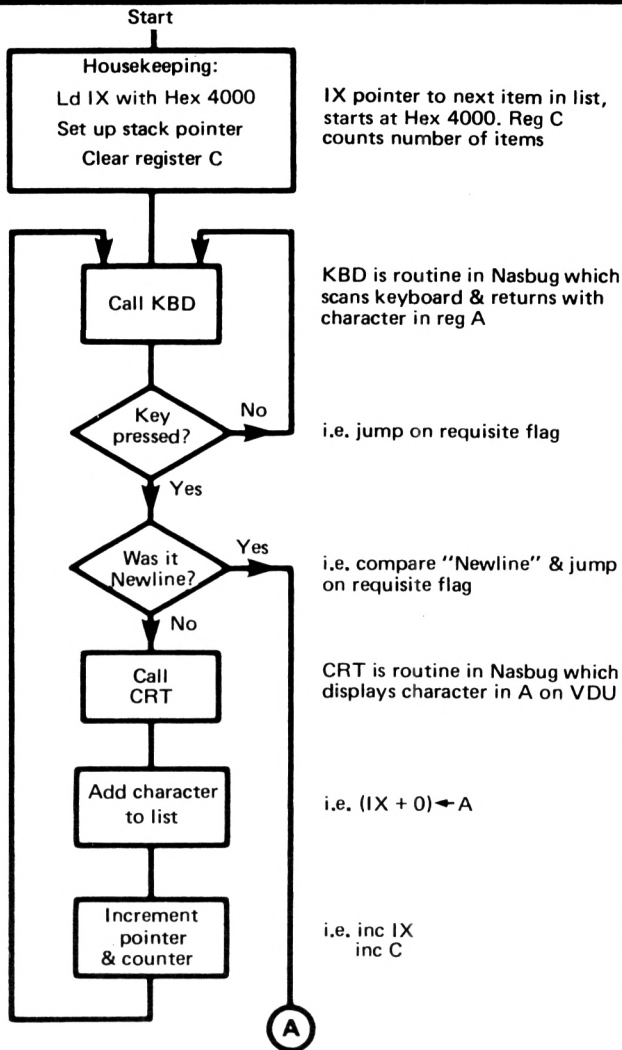 Start
Housekeeping:
Ld IX with Hex 4000
Set up stack pointer
Clear register C
IX pointer to next item in list,
starts at Hex 4000. Reg C
counts number of items
Call KBD
KBD is routine in Nasbug which
scans keyboard & returns with
character in reg A
Key
pressed?
No
i.e. jump on requisite flag
Yes
Was it
Newline?
Yes
i.e. compare "Newline" & jump
on requisite flag
No
Call
CRT
CRT is routine in Nasbug which
displays character in A on VDU
Add character
to list
i.e. (IX + 0)←A
Increment
pointer
& counter
i.e. inc IX
inc C
A